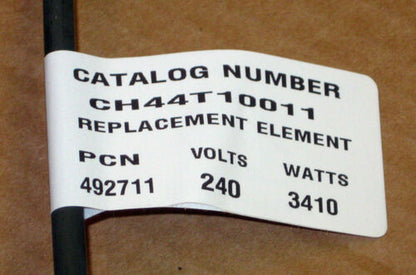 CATALOG NUMBER
CH44T10011
REPLACEMENT ELEMENT
PCN VOLTS WATTS
492711 240 3410